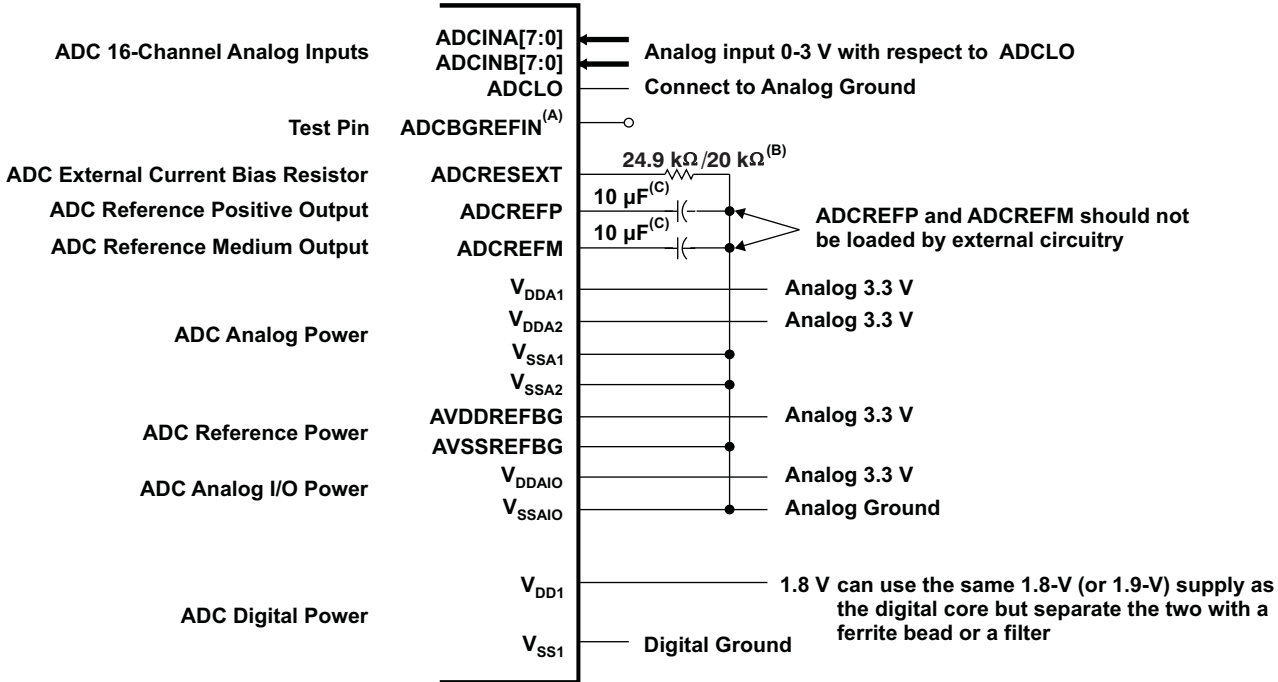 ADC 16-Channel Analog Inputs ADCINA[7:0] Analog input 0-3 V with respect to ADCLO
ADCINB[7:0]
ADCLO Connect to Analog Ground
Test Pin ADCBGREFIN(A)
24.9 kΩ/20 kΩ(B)
ADC External Current Bias Resistor ADCRESEXT
10 µF(C)
ADC Reference Positive Output ADCREFP
10 µF(C)
ADC Reference Medium Output ADCREFM
ADCREFP and ADCREFM should not
be loaded by external circuitry
VDDA1 Analog 3.3 V
ADC Analog Power VDDA2 Analog 3.3 V
VSSA1
VSSA2
ADC Reference Power AVDDREFBG Analog 3.3 V
AVSSREFBG
ADC Analog I/O Power VDDAIO Analog 3.3 V
VSSAIO Analog Ground
ADC Digital Power VDD1 1.8 V can use the same 1.8-V (or 1.9-V) supply as
the digital core but separate the two with a
ferrite bead or a filter
VSS1 Digital Ground